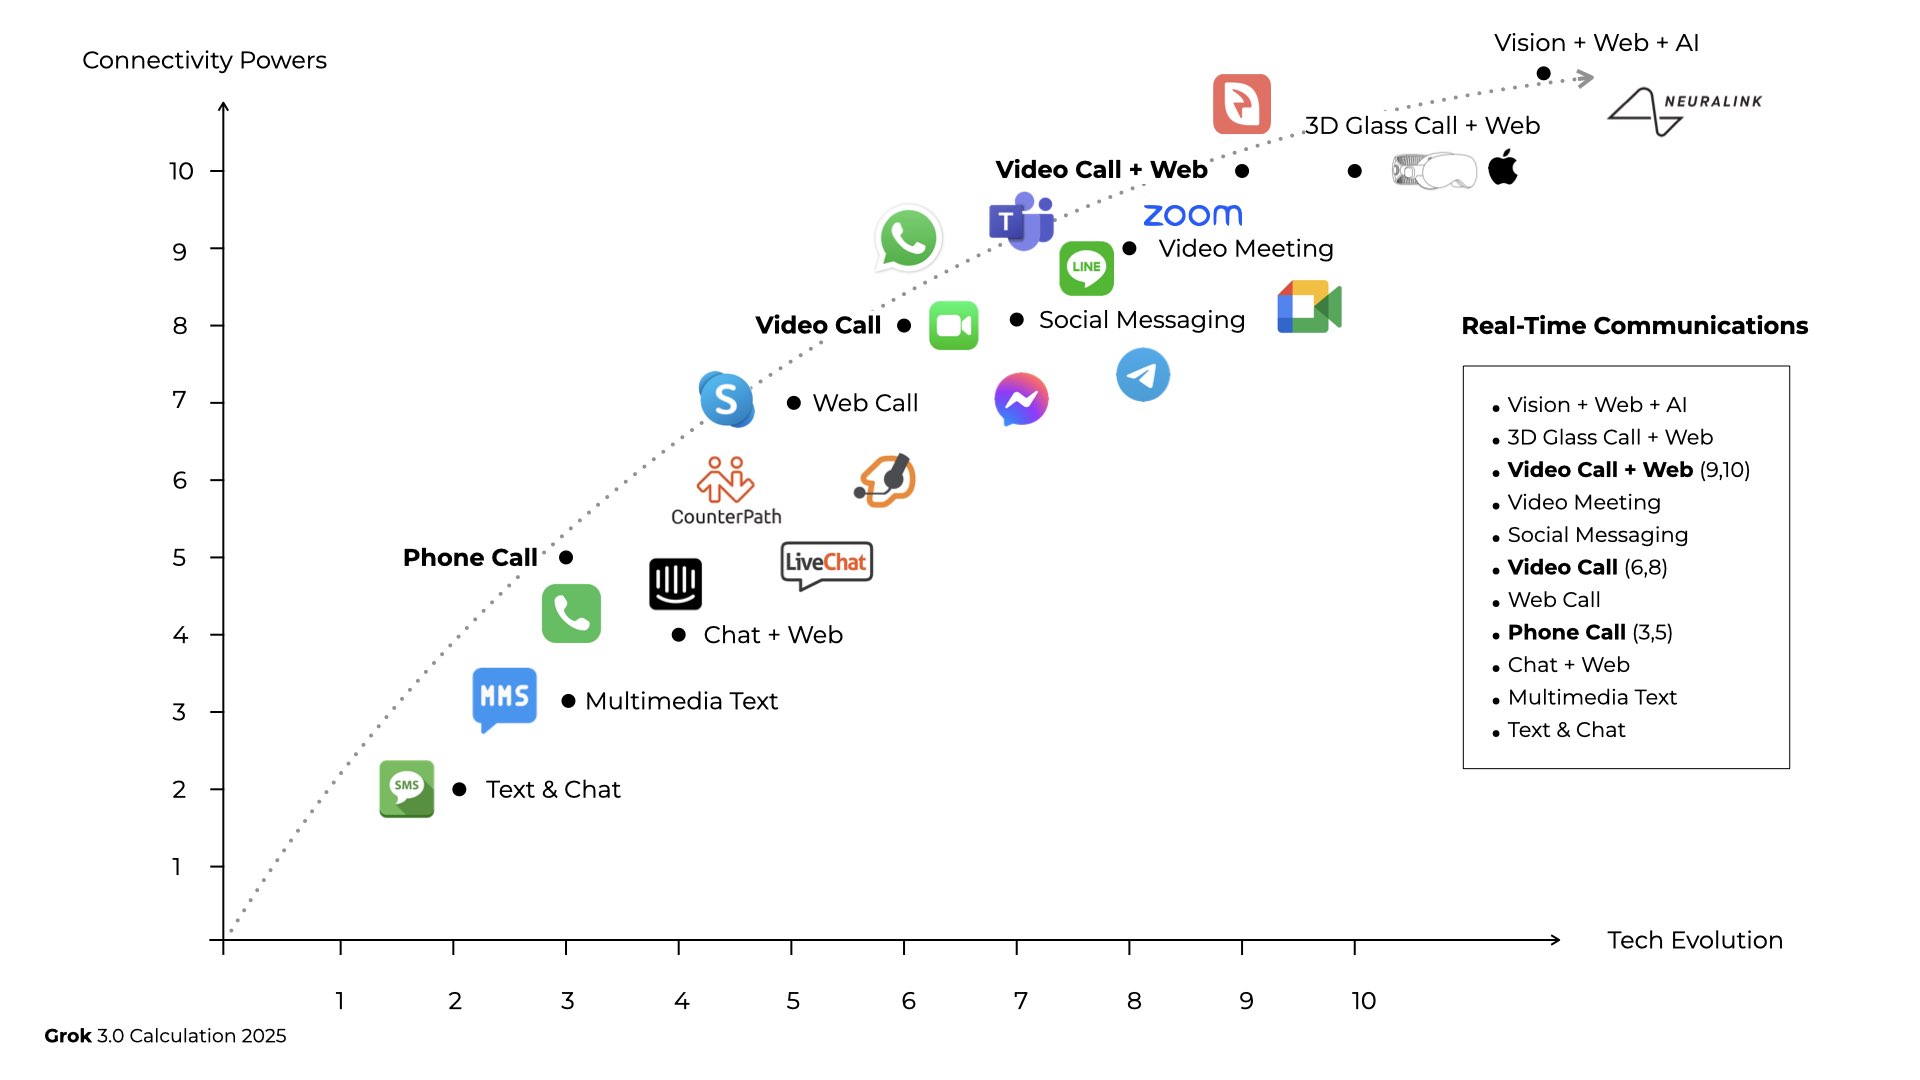 Connectivity Powers
Vision + Web + AI
NEURALINK
3D Glass Call + Web
Video Call + Web
10
T
zoom
9
LINE
Video Meeting
8
Video Call
Social Messaging
Real-Time Communications
7
S
Web Call
6
CounterPath
5
Phone Call
LiveChat
4
Chat + Web
3
MMS
Multimedia Text
2
SMS
Text & Chat
1
Vision + Web + AI
3D Glass Call + Web
Video Call + Web (9,10)
Video Meeting
Social Messaging
Video Call (6,8)
Web Call
Phone Call (3,5)
Chat + Web
Multimedia Text
Text & Chat
Tech Evolution
1 2 3 4 5 6 7 8 9 10
Grok 3.0 Calculation 2025